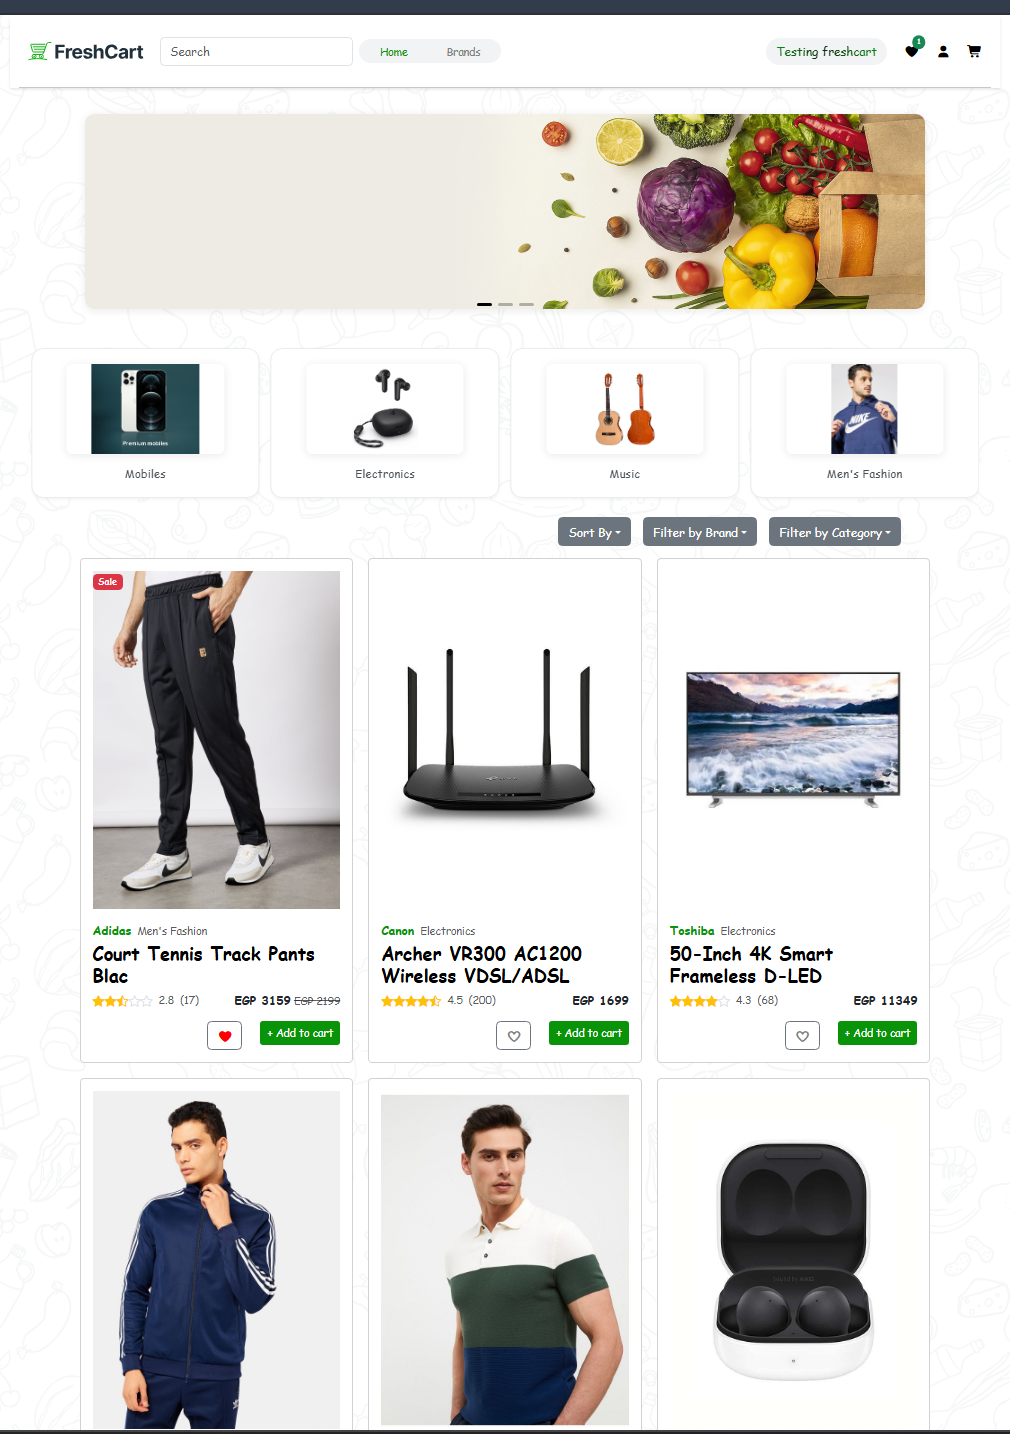 FreshCart
Search
Home
Brands
Testing freshcart
1
Premium mobiles
Mobiles
Electronics
Music
NIKE
Men's Fashion
Sort By
Filter by Brand
Filter by Category
Sale
Adidas Men's Fashion
Court Tennis Track Pants
Blac
2.8 (17)
EGP 3159 EGP 2199
+ Add to cart
Canon Electronics
Archer VR300 AC1200
Wireless VDSL/ADSL
4.5 (200)
EGP 1699
+ Add to cart
Toshiba Electronics
50-Inch 4K Smart
Frameless D-LED
4.3 (68)
EGP 11349
+ Add to cart